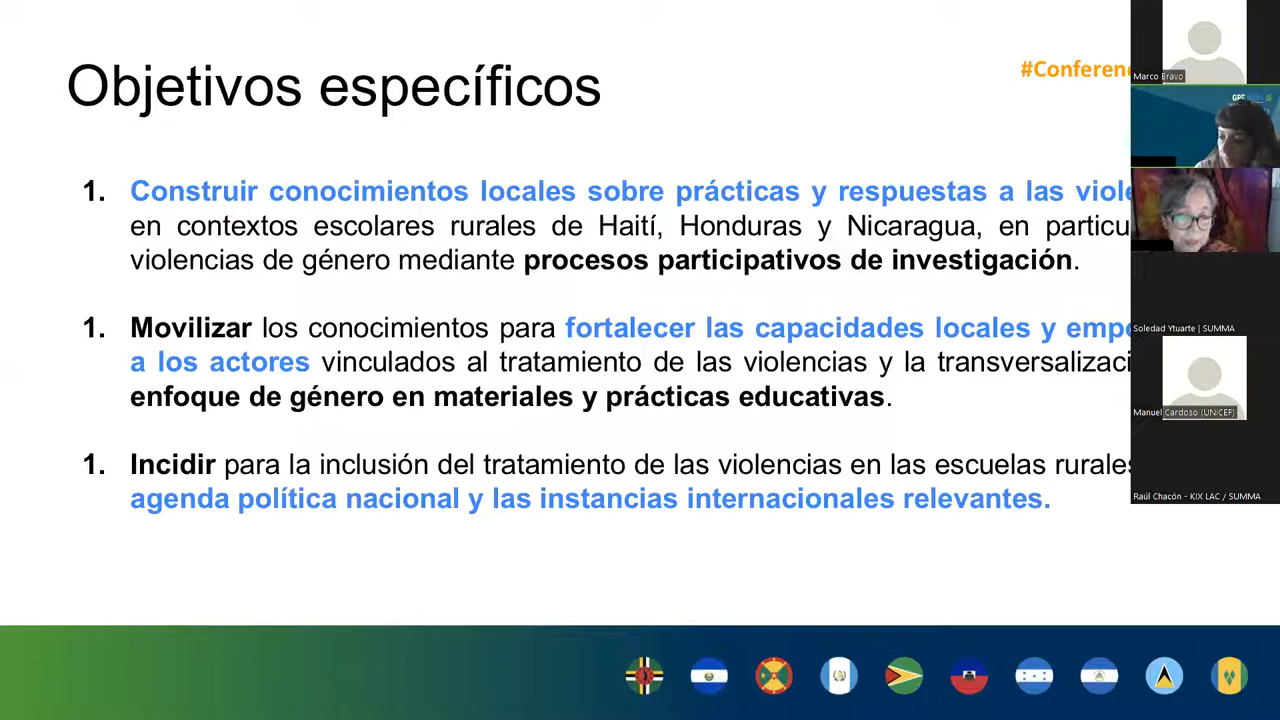 Objetivos específicos
#Conferen
1. Construir conocimientos locales sobre prácticas y respuestas a las viole
en contextos escolares rurales de Haití, Honduras y Nicaragua, en particu
violencias de género mediante procesos participativos de investigación.
1. Movilizar los conocimientos para fortalecer las capacidades locales y emp
a los actores vinculados al tratamiento de las violencias y la transversalizaci
enfoque de género en materiales y prácticas educativas.
1. Incidir para la inclusión del tratamiento de las violencias en las escuelas rurales
agenda política nacional y las instancias internacionales relevantes.
Marco Bravo
GPE
Soledad Ytuarte | SUMMA
Manuel Cardoso (UNICEF)
Raúl Chacón - KIX LAC / SUMMA